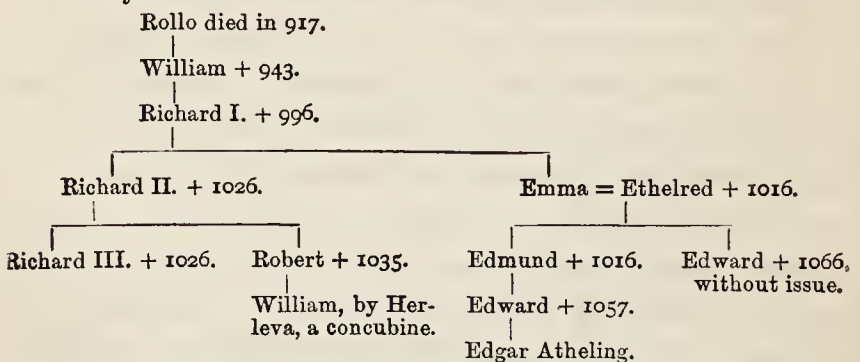 Rollo died in 917.
William + 943.
Richard I. + 996.
Richard II. + 1026.
Emma = Ethelred + 1016.
Richard III. + 1026.
Robert + 1035.
Edmund + 1016.
Edward + 1066,
without issue.
William, by Her-
leva, a concubine.
Edward + 1057.
Edgar Atheling.